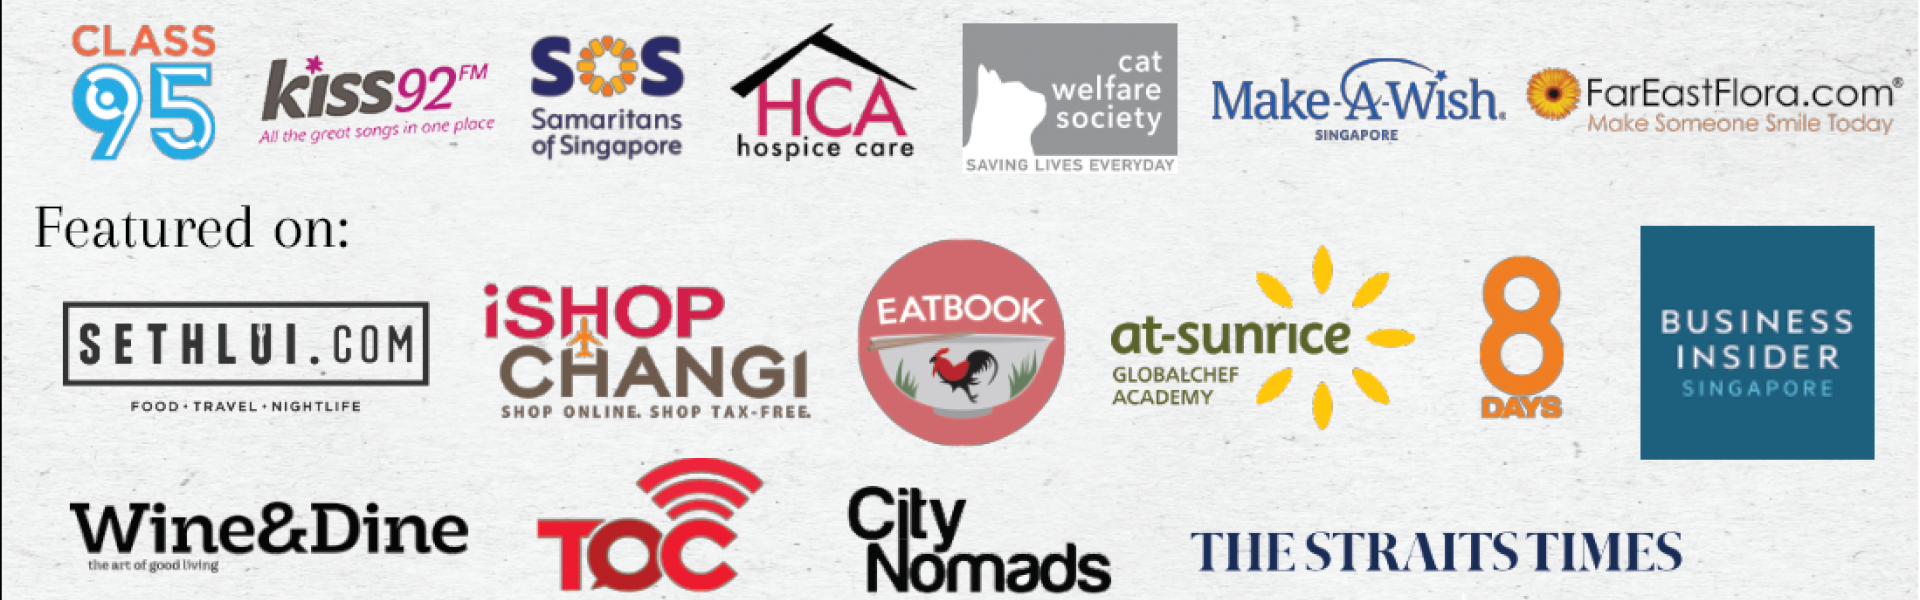 CLASS
95
kiss92FM
All the great songs in one place
SOS
Samaritans
of Singapore
HCA
hospice care
cat
welfare
society
SAVING LIVES EVERYDAY
Make-A-Wish®
SINGAPORE
FarEastFlora.com®
Make Someone Smile Today
Featured on:
SETHLUI.COM
FOOD • TRAVEL • NIGHTLIFE
iSHOP
CHANGI
SHOP ONLINE. SHOP TAX-FREE.
EATBOOK
at-sunrice
GLOBALCHEF
ACADEMY
8
DAYS
BUSINESS
INSIDER
SINGAPORE
Wine&Dine
the art of good living
TOC
City
Nomads
THE STRAITS TIMES